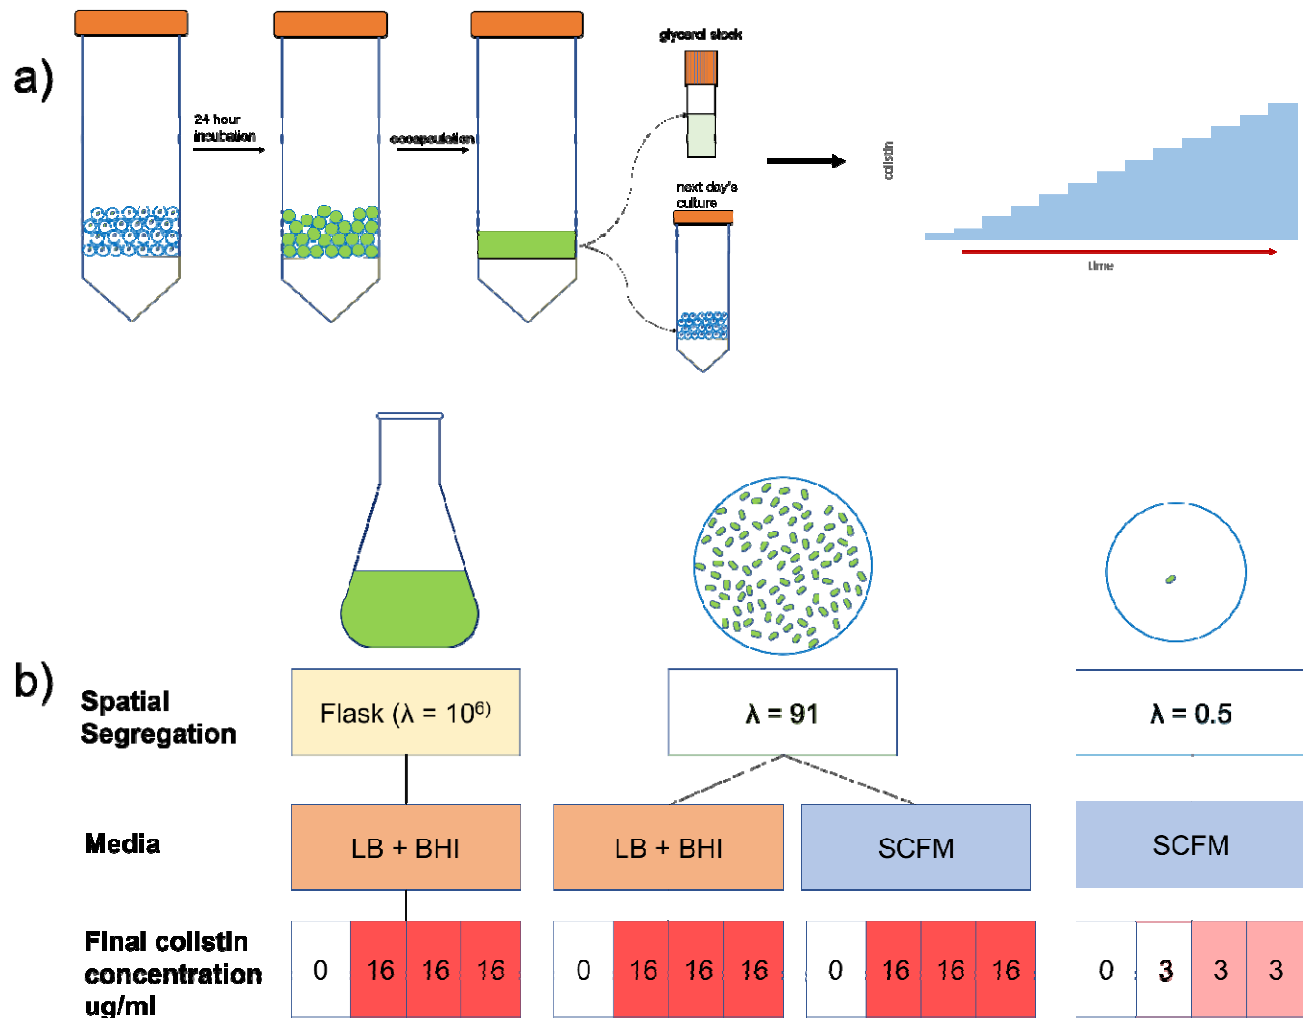 a)
24 hour
incubation
eecapsulation
glycerol stock
next day's
culture
colistin
time
b)
Spatial
Segregation
Flask (λ = 10⁶⁾
λ = 91
λ = 0.5
Media
LB + BHI
LB + BHI
SCFM
SCFM
Final colistin
concentration
ug/ml
0 16 16 16
0 16 16 16
0 16 16 16
0 3 3 3